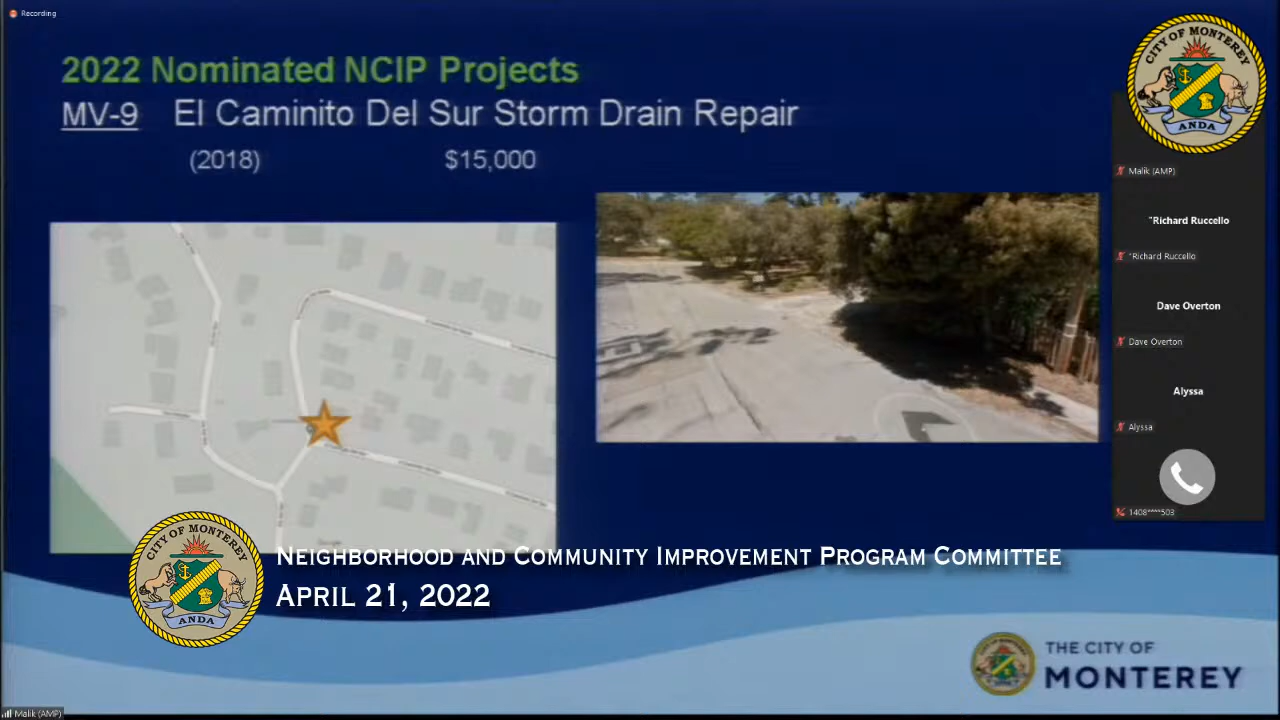 Recording
2022 Nominated NCIP Projects
MV-9 El Caminito Del Sur Storm Drain Repair
(2018) $15,000
CITY OF MONTEREY
ANDA
Malik (AMP)
"Richard Ruccello
"Richard Ruccello
Dave Overton
Dave Overton
Alyssa
Alyssa
1408****503
CITY OF MONTEREY
ANDA
Neighborhood and Community Improvement Program Committee
April 21, 2022
THE CITY OF
MONTEREY
Malik (AMP)